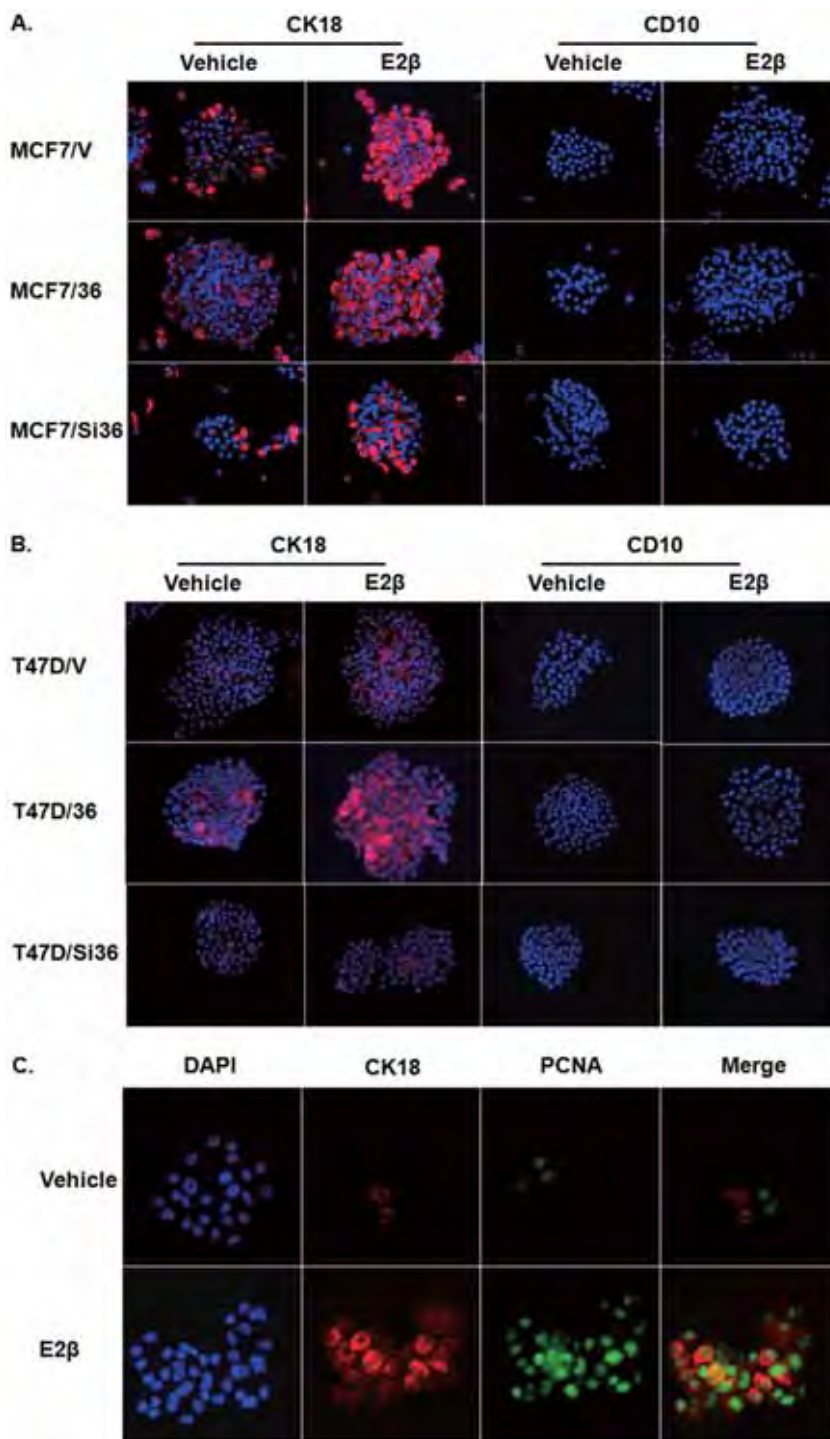 A.
CK18 CD10
Vehicle E2β Vehicle E2β
MCF7/V
MCF7/36
MCF7/Si36
B.
CK18 CD10
Vehicle E2β Vehicle E2β
T47D/V
T47D/36
T47D/Si36
C.
DAPI CK18 PCNA Merge
Vehicle
E2β